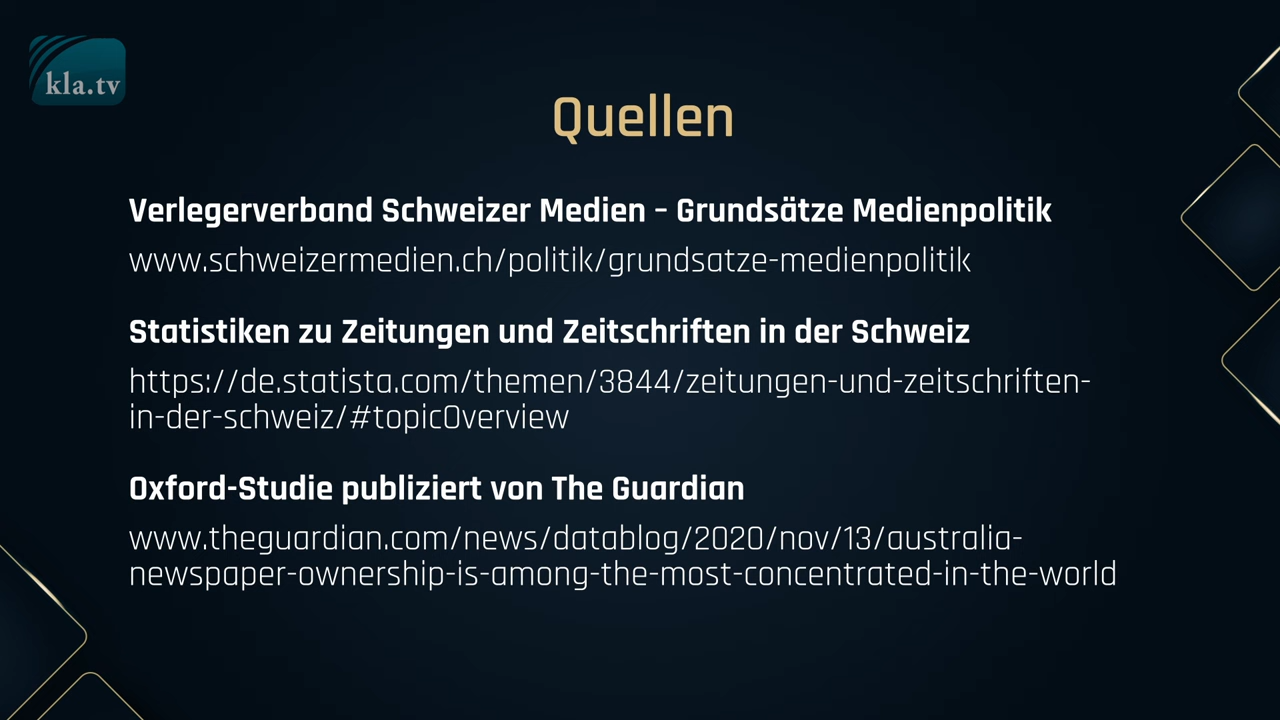 kla.tv
Quellen
Verlegerverband Schweizer Medien – Grundsätze Medienpolitik
www.schweizermedien.ch/politik/grundsatze-medienpolitik
Statistiken zu Zeitungen und Zeitschriften in der Schweiz
https://de.statista.com/themen/3844/zeitungen-und-zeitschriften-
in-der-schweiz/#topicOverview
Oxford-Studie publiziert von The Guardian
www.theguardian.com/news/datablog/2020/nov/13/australia-
newspaper-ownership-is-among-the-most-concentrated-in-the-world